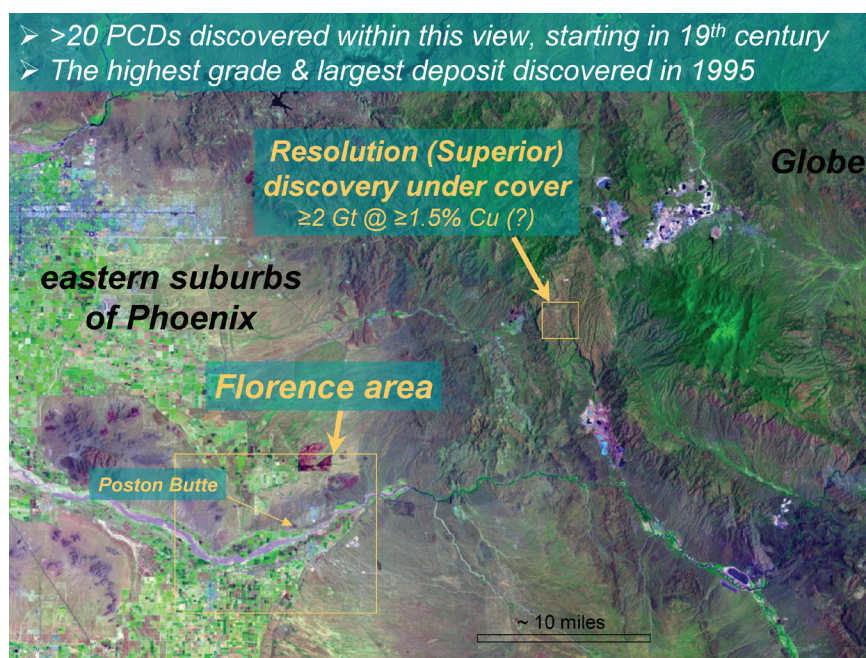 ➢ >20 PCDs discovered within this view, starting in 19th century
➢ The highest grade & largest deposit discovered in 1995
Resolution (Superior)
discovery under cover
≥2 Gt @ ≥1.5% Cu (?)
Globe
eastern suburbs
of Phoenix
Florence area
Poston Butte
~ 10 miles